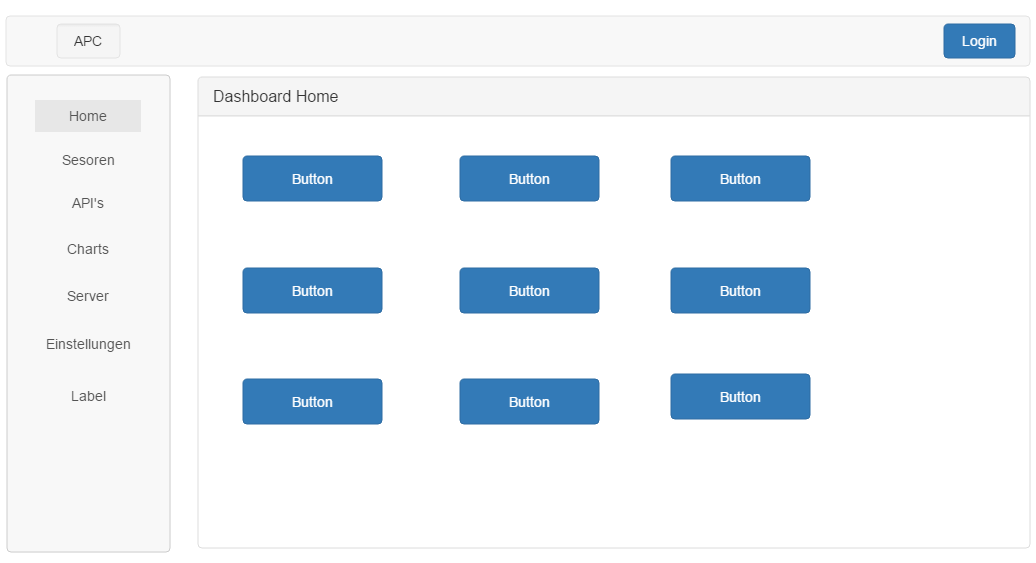 APC
Login
Home
Sesoren
API's
Charts
Server
Einstellungen
Label
Dashboard Home
Button Button Button
Button Button Button
Button Button Button